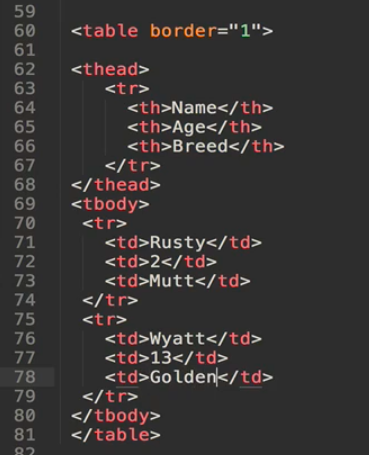 59
60 <table border="1">
61
62 <thead>
63 <tr>
64 <th>Name</th>
65 <th>Age</th>
66 <th>Breed</th>
67 </tr>
68 </thead>
69 <tbody>
70 <tr>
71 <td>Rusty</td>
72 <td>2</td>
73 <td>Mutt</td>
74 </tr>
75 <tr>
76 <td>Wyatt</td>
77 <td>13</td>
78 <td>Golden</td>
79 </tr>
80 </tbody>
81 </table>
82